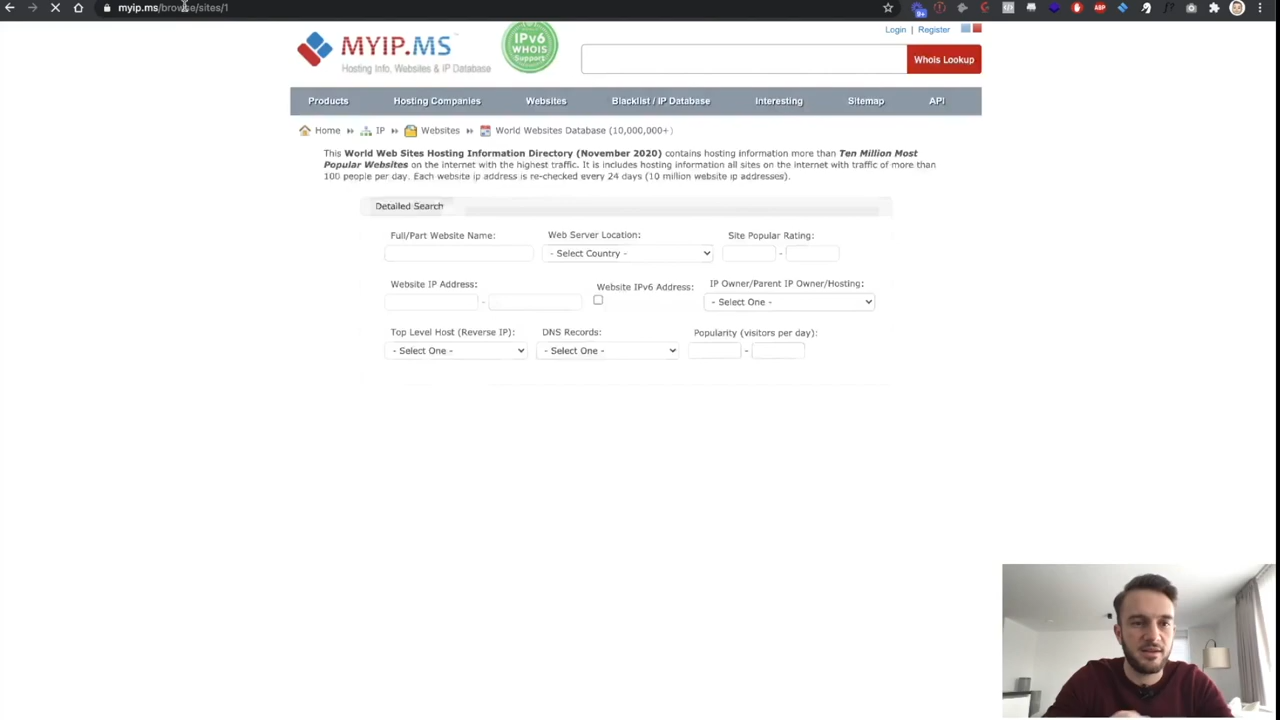 myip.ms/browse/sites/1
9+
ABP
Login | Register
MYIP.MS
Hosting Info, Websites & IP Database
IPv6
WHOIS
Support
Whois Lookup
Products Hosting Companies Websites Blacklist / IP Database Interesting Sitemap API
Home IP Websites World Websites Database (10,000,000+)
This World Web Sites Hosting Information Directory (November 2020) contains hosting information more than Ten Million Most
Popular Websites on the internet with the highest traffic. It is includes hosting information all sites on the internet with traffic of more than
100 people per day. Each website ip address is re-checked every 24 days (10 million website ip addresses).
Detailed Search
Full/Part Website Name: Web Server Location: Site Popular Rating:
- Select Country - -
Website IP Address: Website IPv6 Address: IP Owner/Parent IP Owner/Hosting:
- - Select One -
Top Level Host (Reverse IP): DNS Records: Popularity (visitors per day):
- Select One - - Select One - -